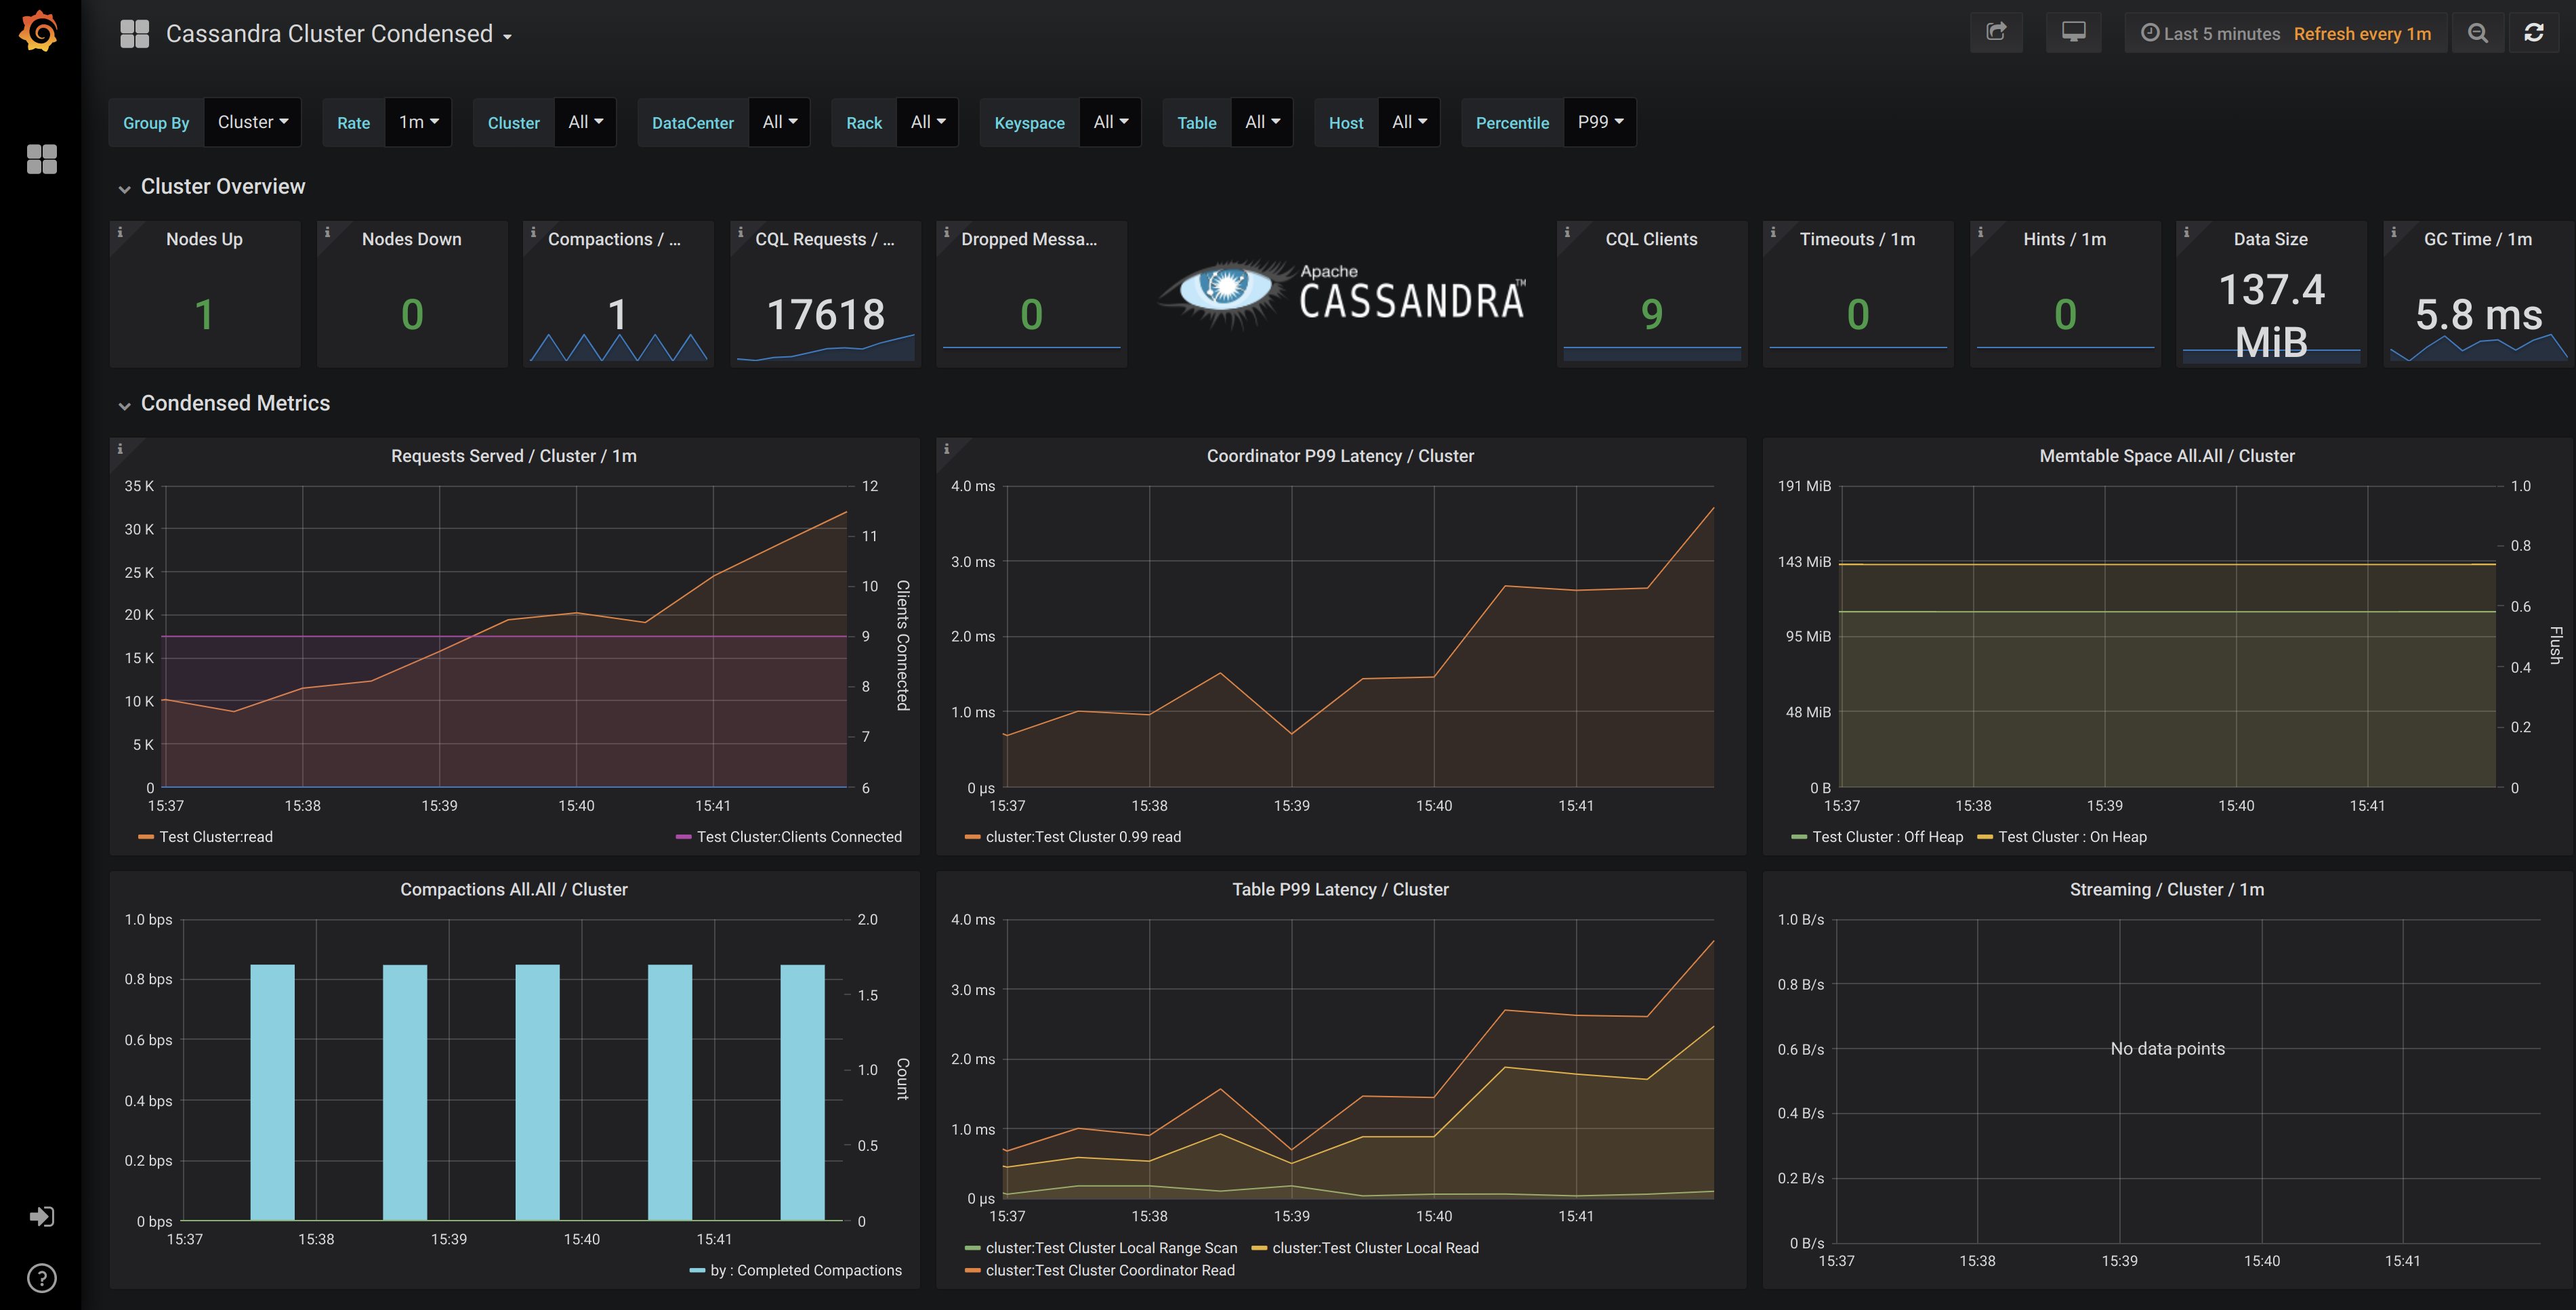 Cassandra Cluster Condensed
Last 5 minutes Refresh every 1m
Group By Cluster Rate 1m Cluster All DataCenter All Rack All Keyspace All Table All Host All Percentile P99
Cluster Overview
Nodes Up
1
Nodes Down
0
Compactions / ...
1
CQL Requests / ...
17618
Dropped Messa...
0
Apache
CASSANDRA™
CQL Clients
9
Timeouts / 1m
0
Hints / 1m
0
Data Size
137.4
MiB
GC Time / 1m
5.8 ms
Condensed Metrics
Requests Served / Cluster / 1m
35 K
30 K
25 K
20 K
15 K
10 K
5 K
0
12
11
10
9
8
7
6
Clients Connected
15:37 15:38 15:39 15:40 15:41
Test Cluster:read Test Cluster:Clients Connected
Coordinator P99 Latency / Cluster
4.0 ms
3.0 ms
2.0 ms
1.0 ms
0 µs
15:37 15:38 15:39 15:40 15:41
cluster:Test Cluster 0.99 read
Memtable Space All.All / Cluster
191 MiB
143 MiB
95 MiB
48 MiB
0 B
1.0
0.8
0.6
0.4
0.2
0
Flush
15:37 15:38 15:39 15:40 15:41
Test Cluster : Off Heap Test Cluster : On Heap
Compactions All.All / Cluster
1.0 bps
0.8 bps
0.6 bps
0.4 bps
0.2 bps
0 bps
2.0
1.5
1.0
0.5
0
Count
15:37 15:38 15:39 15:40 15:41
by : Completed Compactions
Table P99 Latency / Cluster
4.0 ms
3.0 ms
2.0 ms
1.0 ms
0 µs
15:37 15:38 15:39 15:40 15:41
cluster:Test Cluster Local Range Scan cluster:Test Cluster Local Read
cluster:Test Cluster Coordinator Read
Streaming / Cluster / 1m
1.0 B/s
0.8 B/s
0.6 B/s
0.4 B/s
0.2 B/s
0 B/s
No data points
15:37 15:38 15:39 15:40 15:41